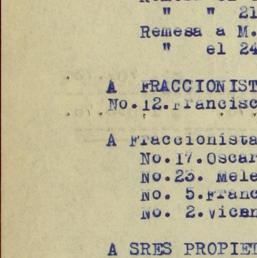 " " 21
Remesa a M.
" el 24
A FRACCIONIST
No.12.Francisc
A Fraccionista
No.17.Oscar
No.23. Mele
No. 5.Franc
No. 2.Vicen
A SRES PROPIET